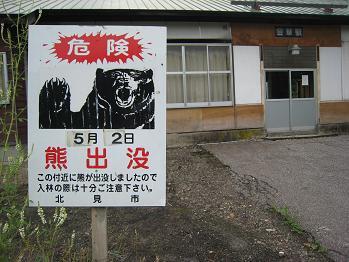 危険
5月 2日
熊出没
この付近に熊が出没しましたので
入林の際は十分ご注意下さい。
北見市